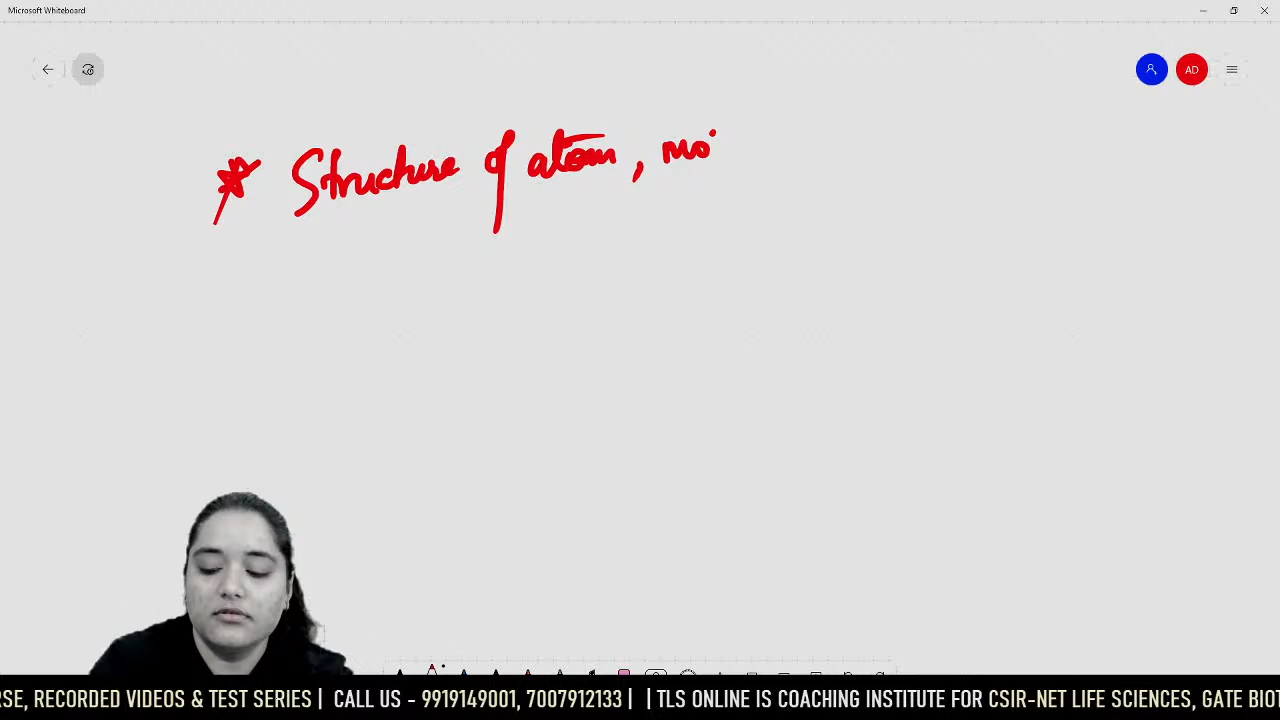 Microsoft Whiteboard
AD
* Structure of atom, mo
RSE, RECORDED VIDEOS & TEST SERIES | CALL US - 9919149001, 7007912133 | | TLS ONLINE IS COACHING INSTITUTE FOR CSIR-NET LIFE SCIENCES, GATE BIOT